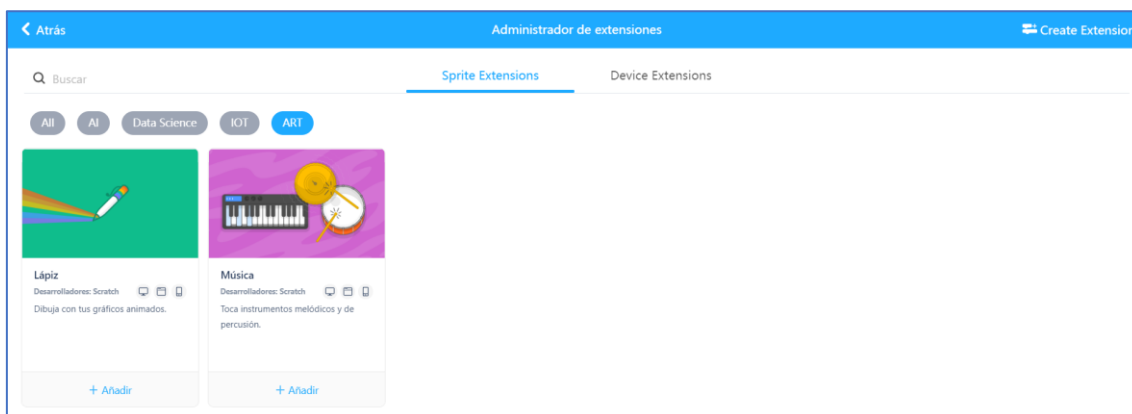 Atrás
Administrador de extensiones
Create Extension
Buscar
Sprite Extensions
Device Extensions
All
AI
Data Science
IOT
ART
Lápiz
Desarrolladores: Scratch
Dibuja con tus gráficos animados.
+ Añadir
Música
Desarrolladores: Scratch
Toca instrumentos melódicos y de
percusión.
+ Añadir